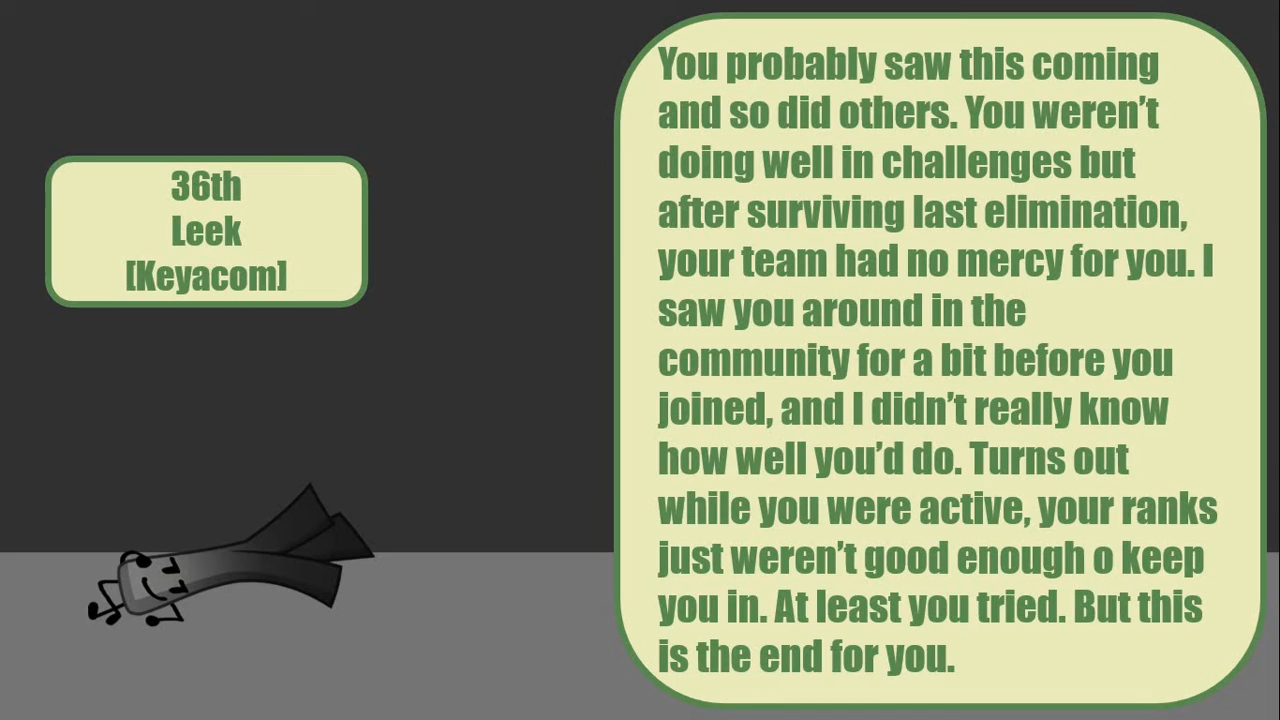 36th
Leek
[Keyacom]
You probably saw this coming
and so did others. You weren’t
doing well in challenges but
after surviving last elimination,
your team had no mercy for you. I
saw you around in the
community for a bit before you
joined, and I didn’t really know
how well you’d do. Turns out
while you were active, your ranks
just weren’t good enough o keep
you in. At least you tried. But this
is the end for you.